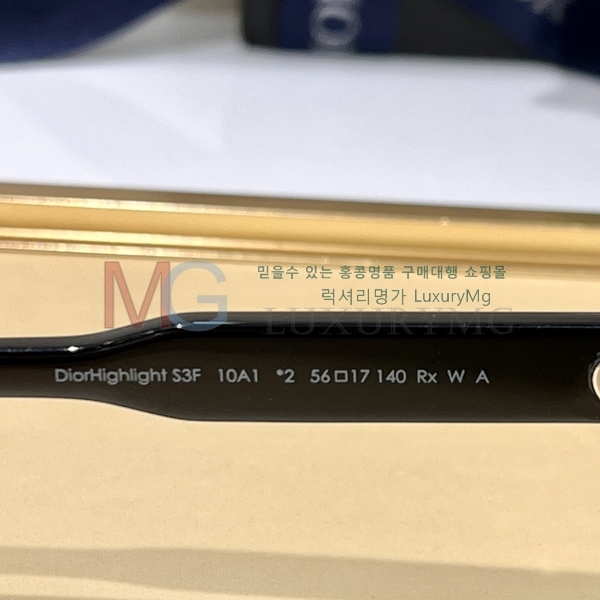 MG
믿을수 있는 홍콩명품 구매대행 쇼핑몰
럭셔리명가 LuxuryMg
LUXURYMG
DiorHighlight S3F 10A1 *2 56□17 140 Rx W A